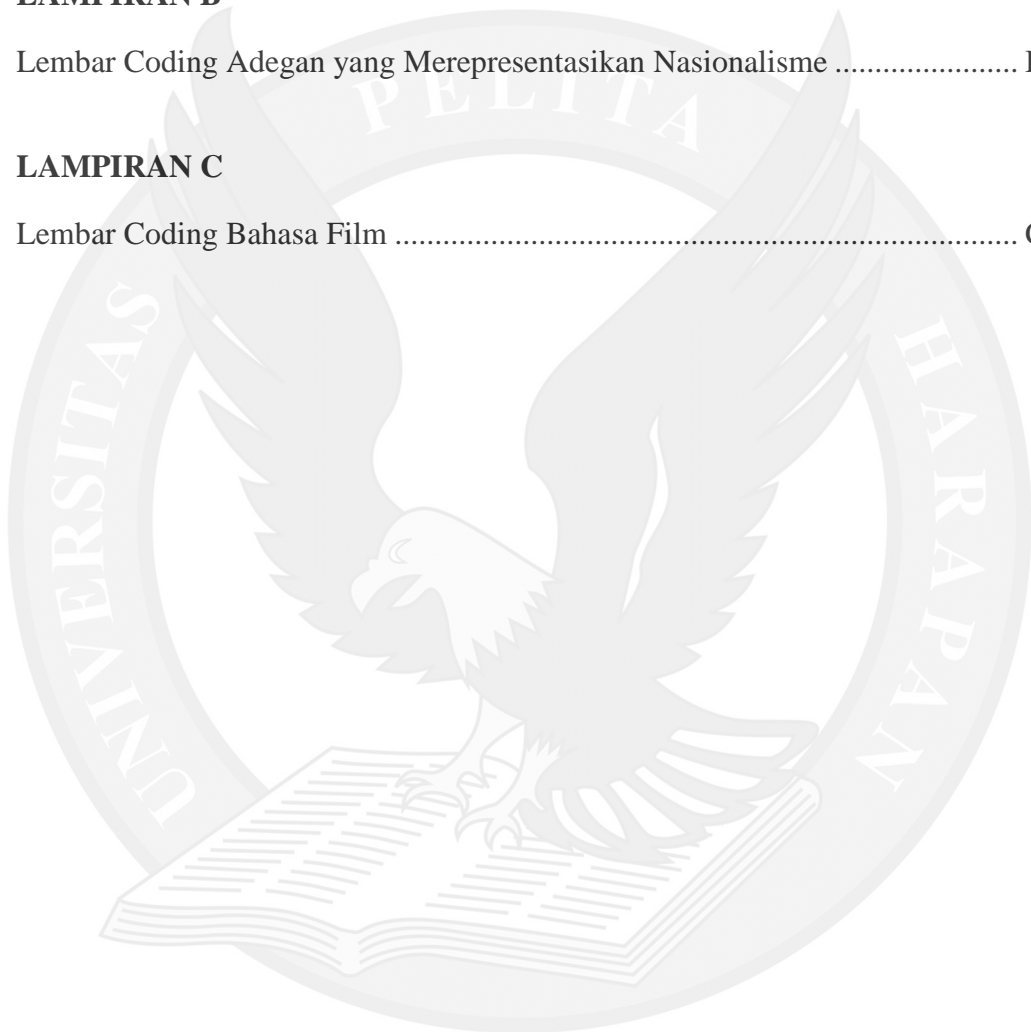 LAMPIRAN B
Lembar Coding Adegan yang Merepresentasikan Nasionalisme .......................
LAMPIRAN C
Lembar Coding Bahasa Film ..............................................................................
UNIVERSITAS PELITA HARAPAN